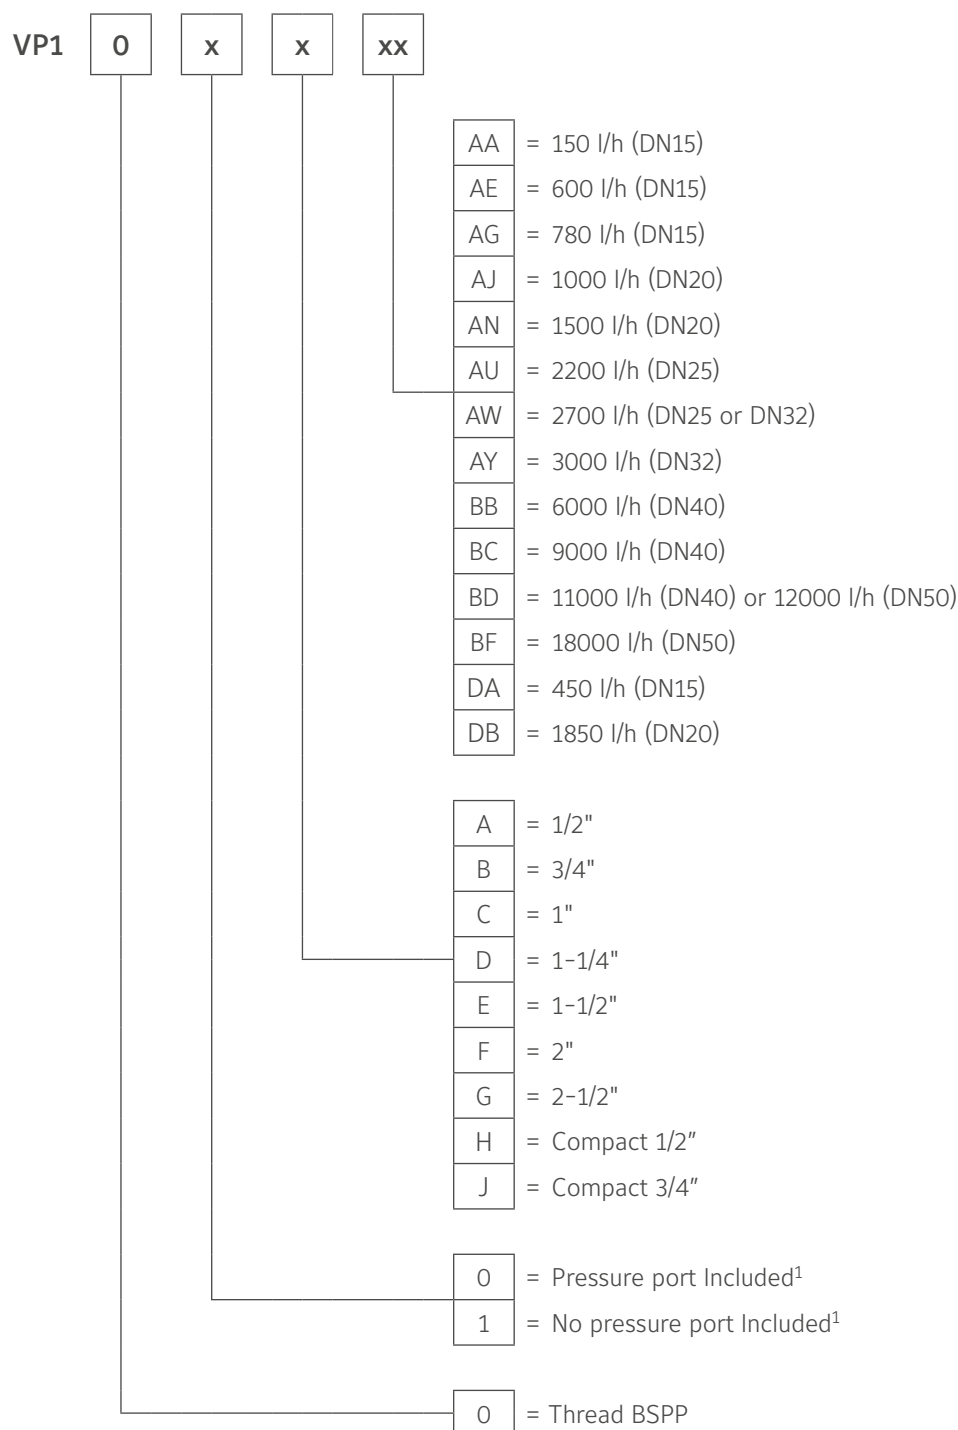 VP1 0 x x xx
AA = 150 l/h (DN15)
AE = 600 l/h (DN15)
AG = 780 l/h (DN15)
AJ = 1000 l/h (DN20)
AN = 1500 l/h (DN20)
AU = 2200 l/h (DN25)
AW = 2700 l/h (DN25 or DN32)
AY = 3000 l/h (DN32)
BB = 6000 l/h (DN40)
BC = 9000 l/h (DN40)
BD = 11000 l/h (DN40) or 12000 l/h (DN50)
BF = 18000 l/h (DN50)
DA = 450 l/h (DN15)
DB = 1850 l/h (DN20)
A = 1/2"
B = 3/4"
C = 1"
D = 1-1/4"
E = 1-1/2"
F = 2"
G = 2-1/2"
H = Compact 1/2"
J = Compact 3/4"
0 = Pressure port Included¹
1 = No pressure port Included¹
0 = Thread BSPP